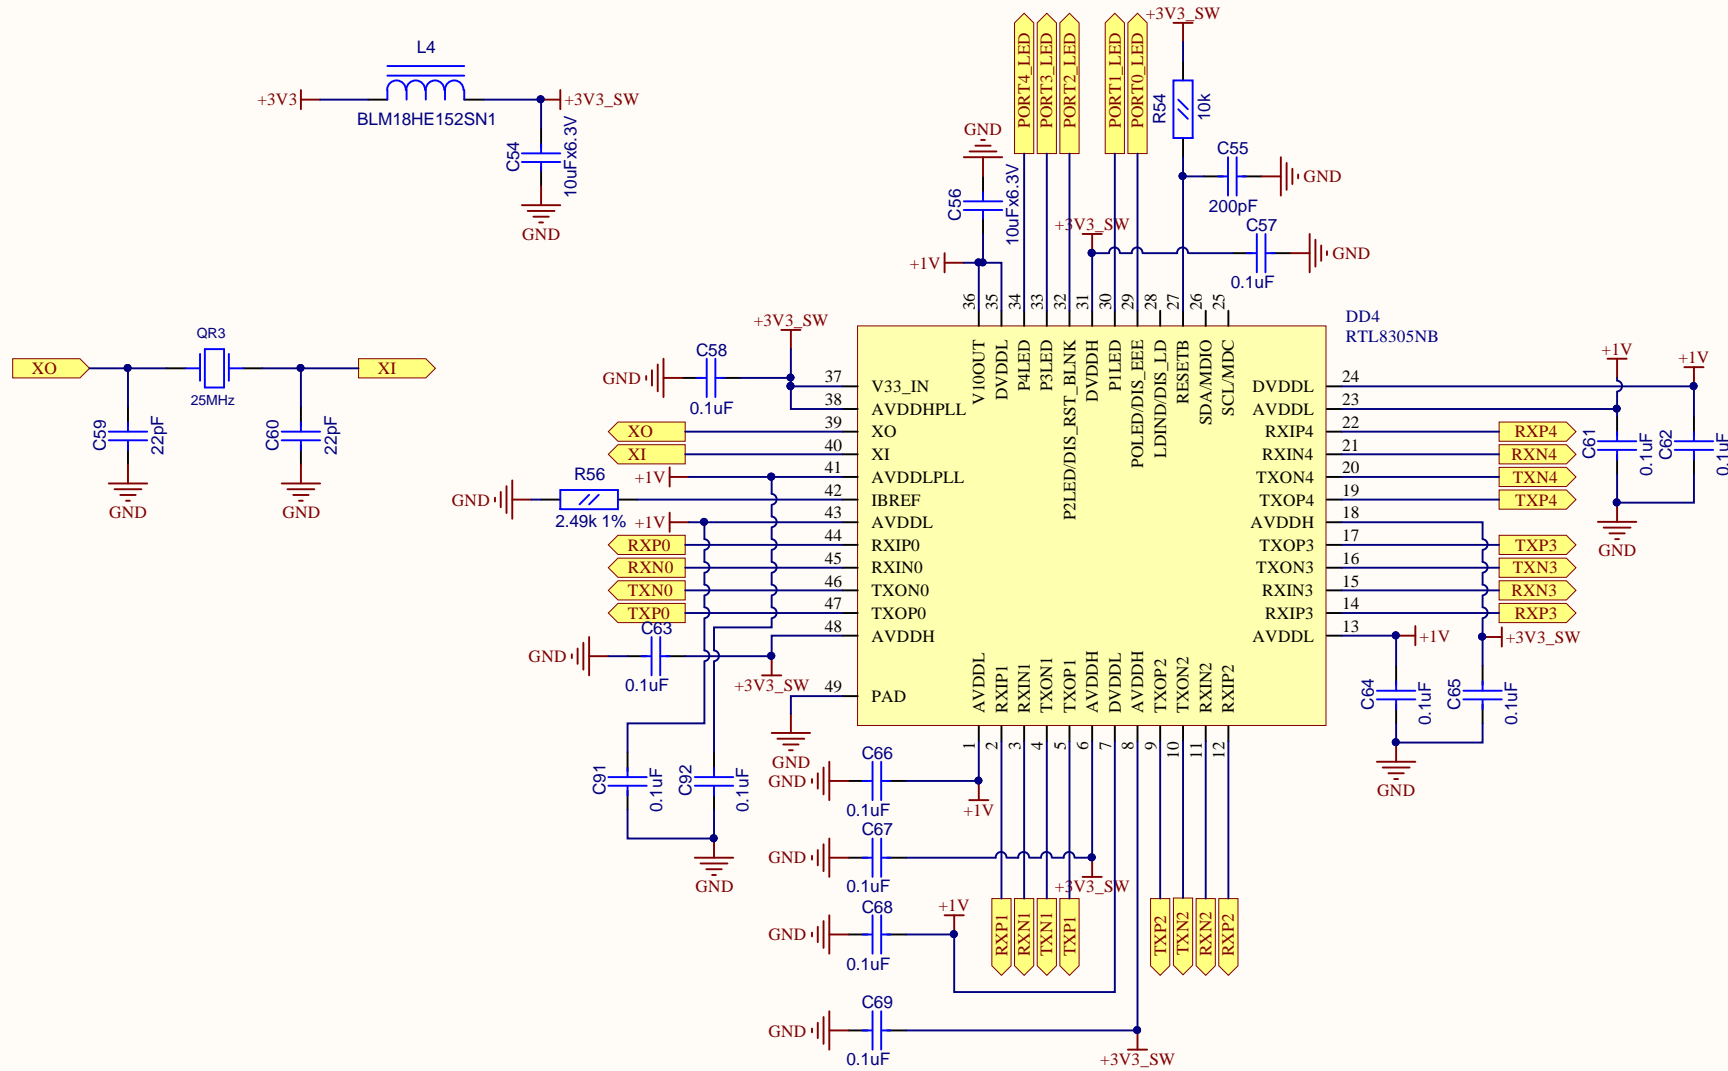 L4
+3V3
+3V3_SW
BLM18HE152SN1
C54
10uFx6.3V
GND
XO
QR3
25MHz
XI
C59
22pF
GND
C60
22pF
GND
PORT4_LED
PORT3_LED
PORT2_LED
PORT1_LED
PORT0_LED
+3V3_SW
R54
10k
C55
200pF
GND
GND
C56
10uFx6.3V
+1V
+3V3_SW
C57
0.1uF
GND
36
35
34
33
32
31
30
29
28
27
26
25
V10OUT
DVDDL
P4LED
P3LED
P2LED/DIS_RST_BLNK
DVDDH
P1LED
POLED/DIS_EEE
LDIND/DIS_LD
RESETB
SDA/MDIO
SCL/MDC
DD4
RTL8305NB
+3V3_SW
C58
GND
0.1uF
37 V33_IN
38 AVDDHPLL
XO 39 XO
XI 40 XI
+1V 41 AVDDLPLL
GND R56 2.49k 1% 42 IBREF
+1V 43 AVDDL
RXP0 44 RXIP0
RXN0 45 RXIN0
TXN0 46 TXON0
TXP0 47 TXOP0
48 AVDDH
C63
GND
0.1uF
+3V3_SW
49 PAD
GND
C91
0.1uF
C92
0.1uF
GND
DVDDL 24
AVDDL 23
RXIP4 22 RXP4
RXIN4 21 RXN4
TXON4 20 TXN4
TXOP4 19 TXP4
AVDDH 18
TXOP3 17 TXP3
TXON3 16 TXN3
RXIN3 15 RXN3
RXIP3 14 RXP3
AVDDL 13 +1V
+3V3_SW
+1V
+1V
C61
0.1uF
C62
0.1uF
GND
C64
0.1uF
C65
0.1uF
GND
AVDDL
RXIP1
RXIN1
TXON1
TXOP1
AVDDH
DVDDL
AVDDH
TXOP2
TXON2
RXIN2
RXIP2
1
2
3
4
5
6
7
8
9
10
11
12
C66
GND
0.1uF
+1V
C67
GND
0.1uF
+3V3_SW
C68
GND
0.1uF
+1V
RXP1
RXN1
TXN1
TXP1
TXP2
TXN2
RXN2
RXP2
C69
GND
0.1uF
+3V3_SW